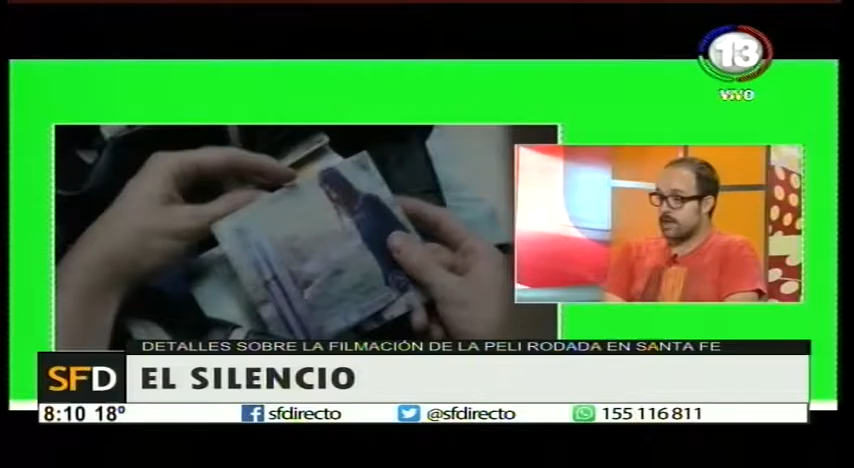 13
VIVO
DETALLES SOBRE LA FILMACIÓN DE LA PELI RODADA EN SANTA FE
SFD
EL SILENCIO
8:10 18º
sfdirecto
@sfdirecto
155 116 811